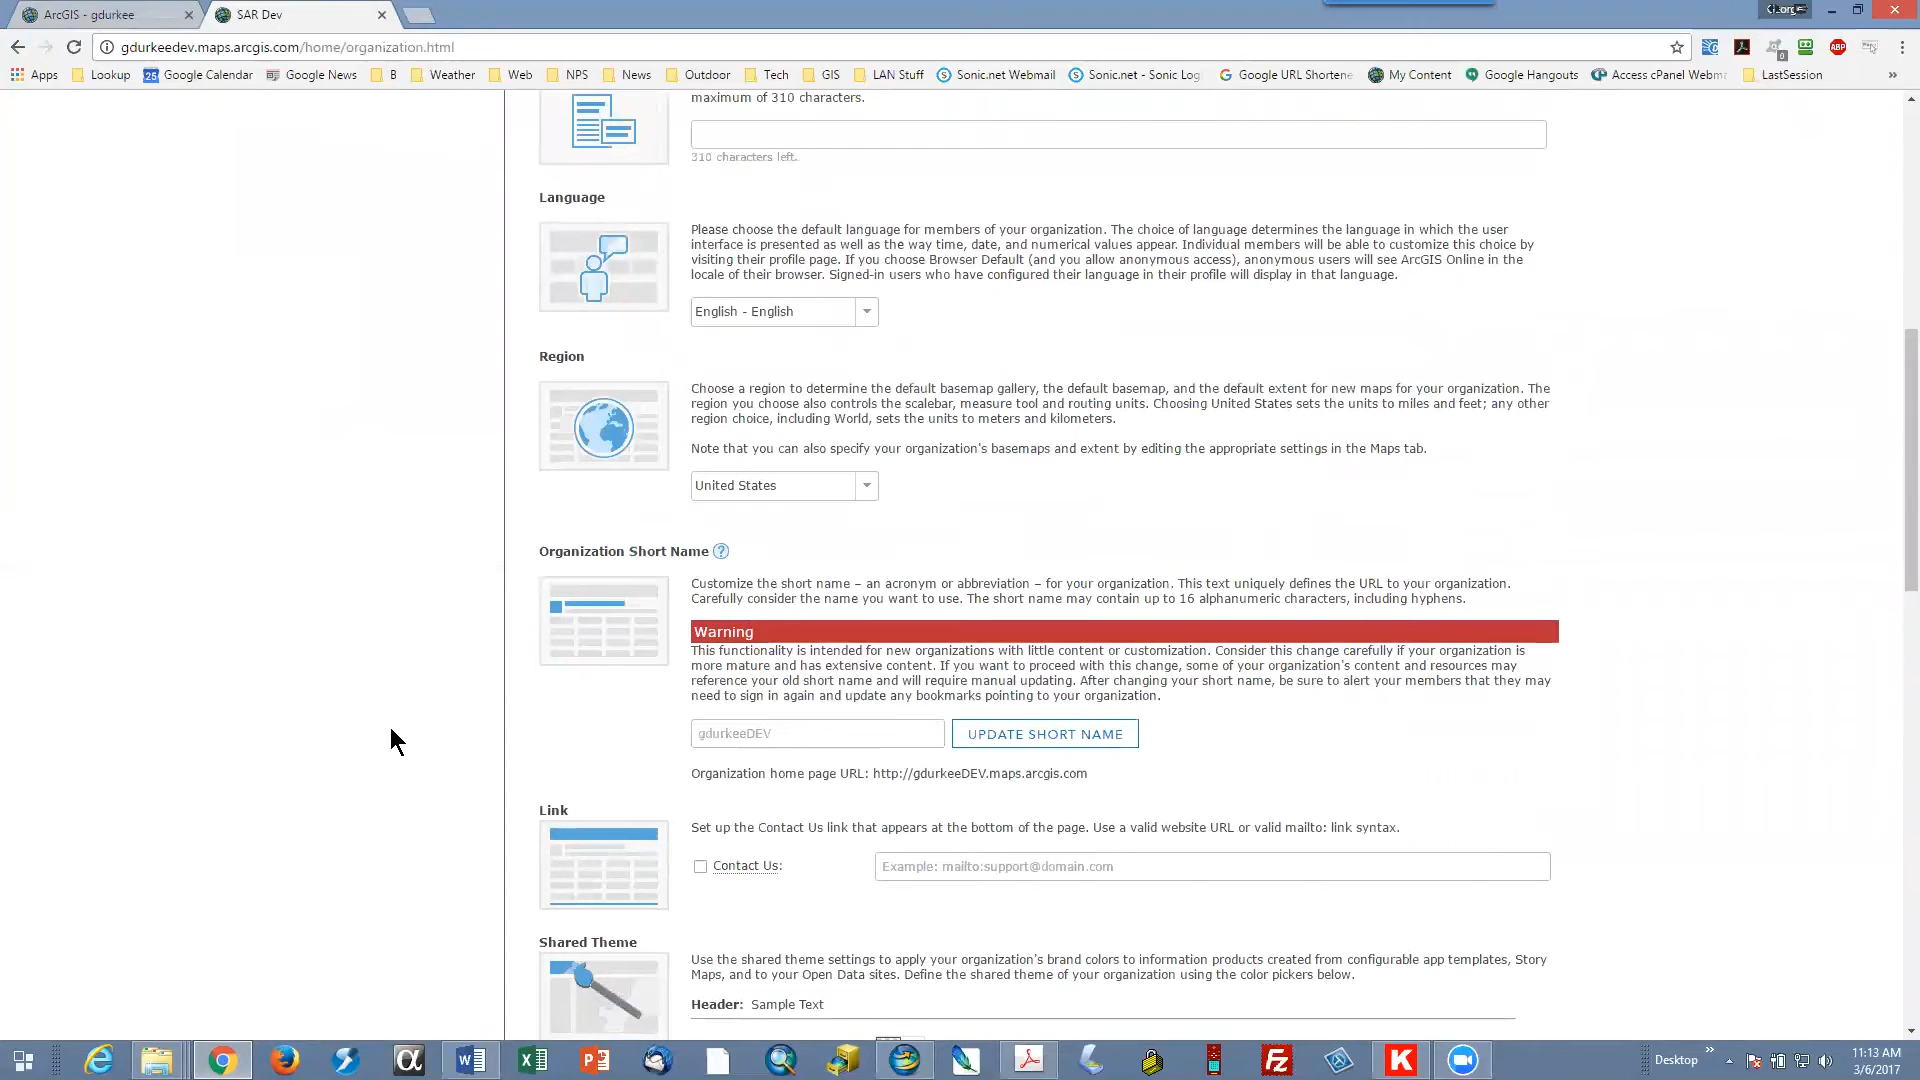 ArcGIS - gdurkee
SAR Dev
gdurkeedev.maps.arcgis.com/home/organization.html
Apps
Lookup
25
Google Calendar
Google News
B
Weather
Web
NPS
News
Outdoor
Tech
GIS
LAN Stuff
Sonic.net Webmail
Sonic.net - Sonic Log
Google URL Shortene
My Content
Google Hangouts
Access cPanel Webma
LastSession
ABP
maximum of 310 characters.
310 characters left.
Language
Please choose the default language for members of your organization. The choice of language determines the language in which the user
interface is presented as well as the way time, date, and numerical values appear. Individual members will be able to customize this choice by
visiting their profile page. If you choose Browser Default (and you allow anonymous access), anonymous users will see ArcGIS Online in the
locale of their browser. Signed-in users who have configured their language in their profile will display in that language.
English - English
Region
Choose a region to determine the default basemap gallery, the default basemap, and the default extent for new maps for your organization. The
region you choose also controls the scalebar, measure tool and routing units. Choosing United States sets the units to miles and feet; any other
region choice, including World, sets the units to meters and kilometers.
Note that you can also specify your organization's basemaps and extent by editing the appropriate settings in the Maps tab.
United States
Organization Short Name ?
Customize the short name – an acronym or abbreviation – for your organization. This text uniquely defines the URL to your organization.
Carefully consider the name you want to use. The short name may contain up to 16 alphanumeric characters, including hyphens.
Warning
This functionality is intended for new organizations with little content or customization. Consider this change carefully if your organization is
more mature and has extensive content. If you want to proceed with this change, some of your organization's content and resources may
reference your old short name and will require manual updating. After changing your short name, be sure to alert your members that they may
need to sign in again and update any bookmarks pointing to your organization.
gdurkeeDEV
UPDATE SHORT NAME
Organization home page URL: http://gdurkeeDEV.maps.arcgis.com
Link
Set up the Contact Us link that appears at the bottom of the page. Use a valid website URL or valid mailto: link syntax.
Contact Us:
Example: mailto:support@domain.com
Shared Theme
Use the shared theme settings to apply your organization's brand colors to information products created from configurable app templates, Story
Maps, and to your Open Data sites. Define the shared theme of your organization using the color pickers below.
Header: Sample Text
Desktop
11:13 AM
3/6/2017